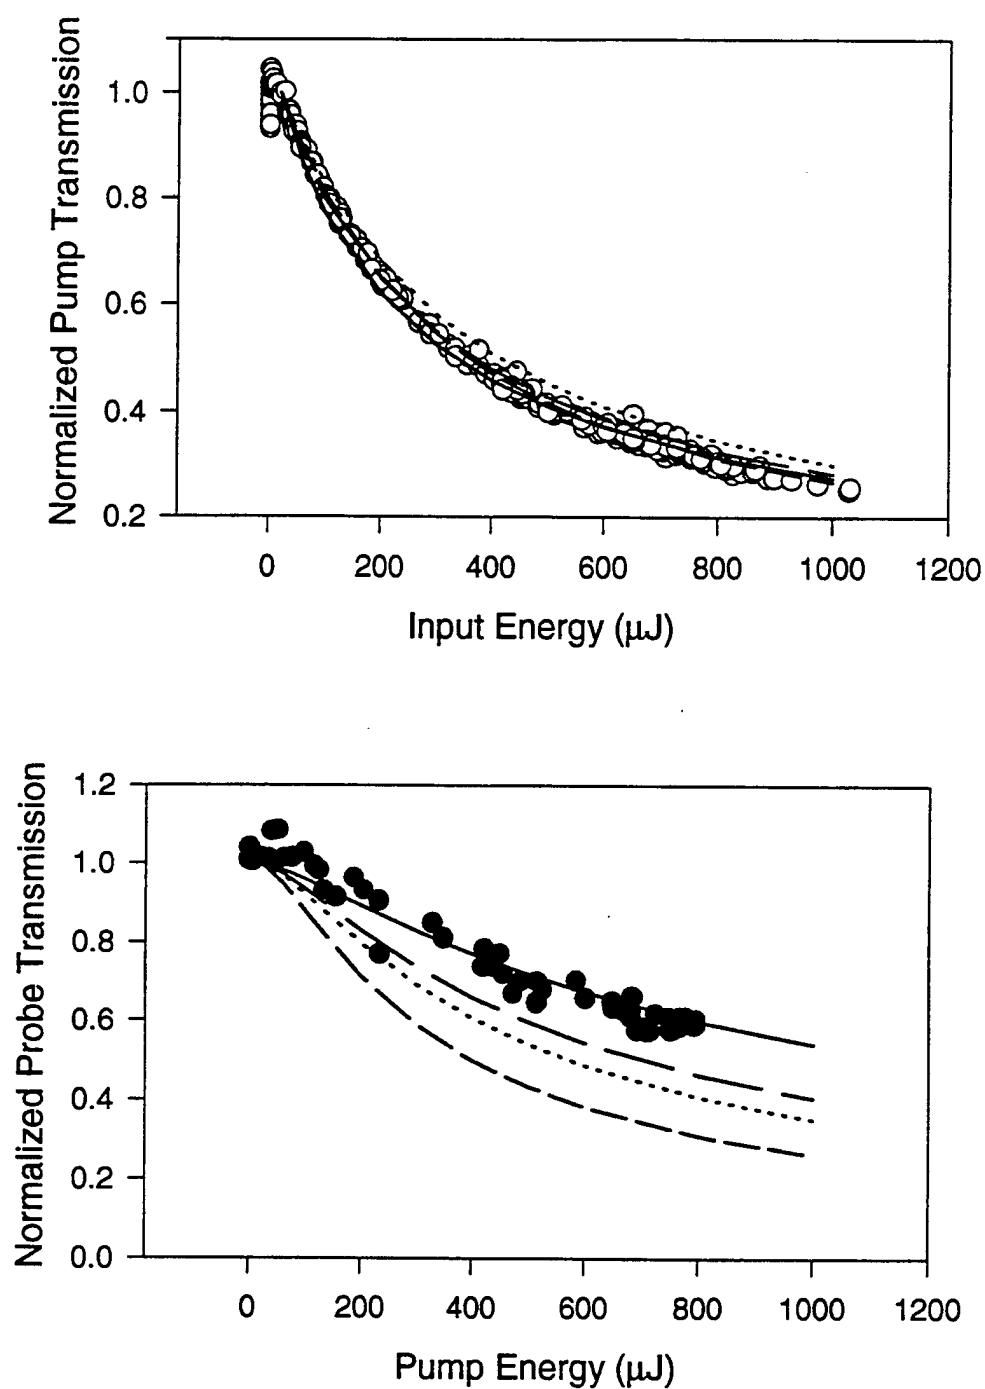 Normalized Pump Transmission
1.0
0.8
0.6
0.4
0.2
0 200 400 600 800 1000 1200
Input Energy (μJ)
Normalized Probe Transmission
1.2
1.0
0.8
0.6
0.4
0.2
0.0
0 200 400 600 800 1000 1200
Pump Energy (μJ)